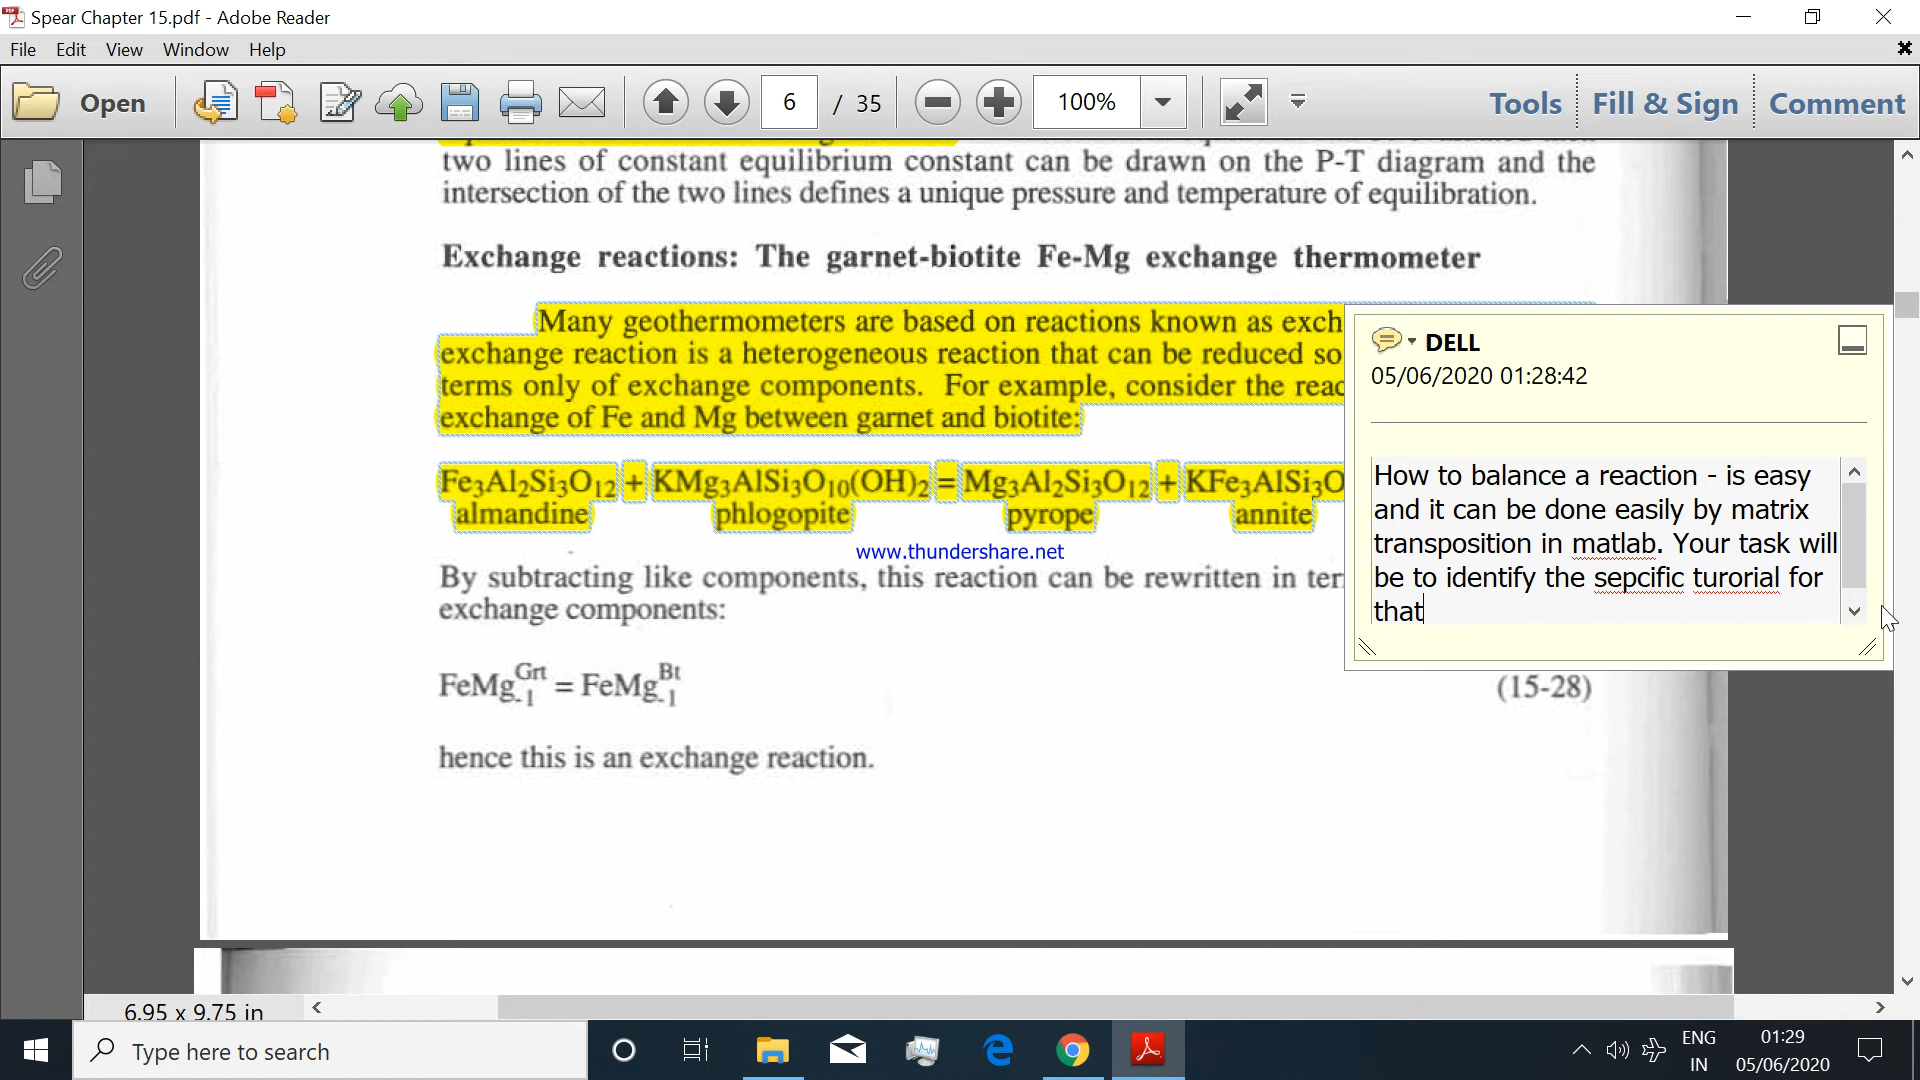 Spear Chapter 15.pdf - Adobe Reader
File Edit View Window Help
Open 6 / 35 100% Tools Fill & Sign Comment
two lines of constant equilibrium constant can be drawn on the P-T diagram and the
intersection of the two lines defines a unique pressure and temperature of equilibration.
Exchange reactions: The garnet-biotite Fe-Mg exchange thermometer
Many geothermometers are based on reactions known as exch
exchange reaction is a heterogeneous reaction that can be reduced so
terms only of exchange components. For example, consider the reac
exchange of Fe and Mg between garnet and biotite:
Fe3Al2Si3O12 + KMg3AlSi3O10(OH)2 = Mg3Al2Si3O12 + KFe3AlSi3O
almandine phlogopite pyrope annite
www.thundershare.net
By subtracting like components, this reaction can be rewritten in ter
exchange components:
FeMg-1^Grt = FeMg-1^Bt (15-28)
hence this is an exchange reaction.
DELL
05/06/2020 01:28:42
How to balance a reaction - is easy
and it can be done easily by matrix
transposition in matlab. Your task will
be to identify the sepcific turorial for
that
6.95 x 9.75 in
Type here to search
ENG
IN
01:29
05/06/2020